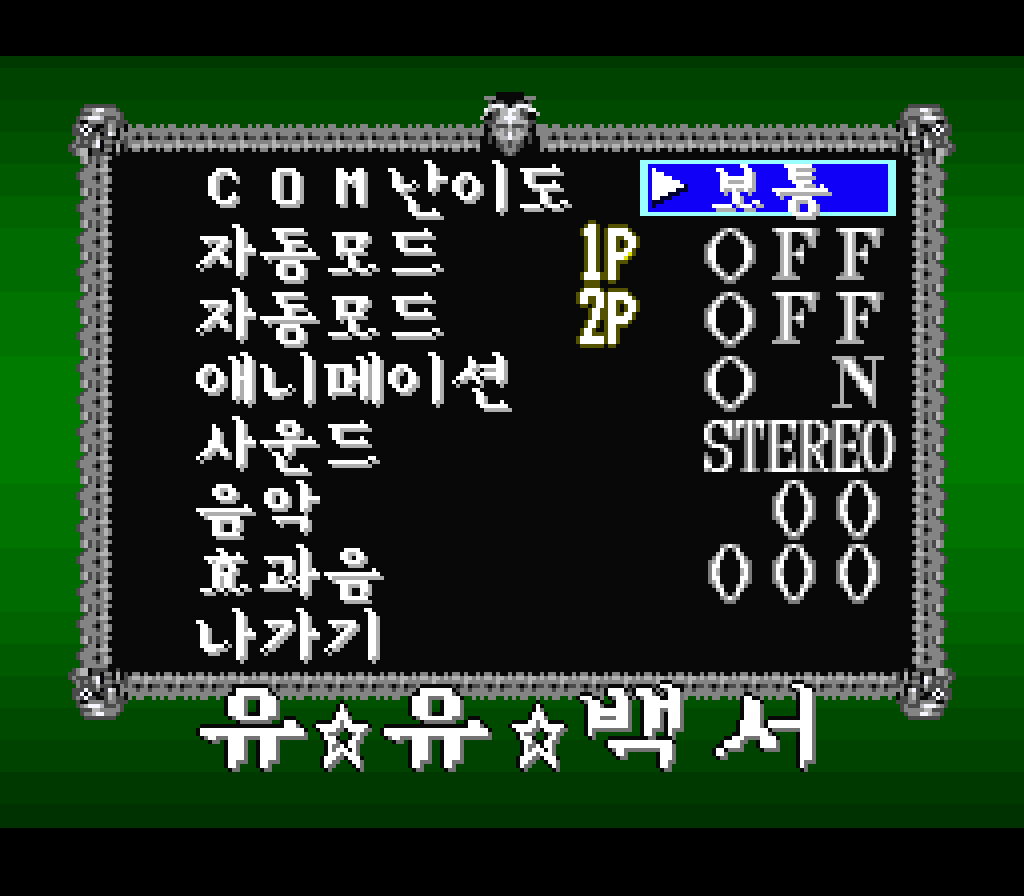 COM난이도 ▶보통
자동모드 1P OFF
자동모드 2P OFF
애니메이션 ON
사운드 STEREO
음악 00
효과음 000
나가기
유☆유☆백서